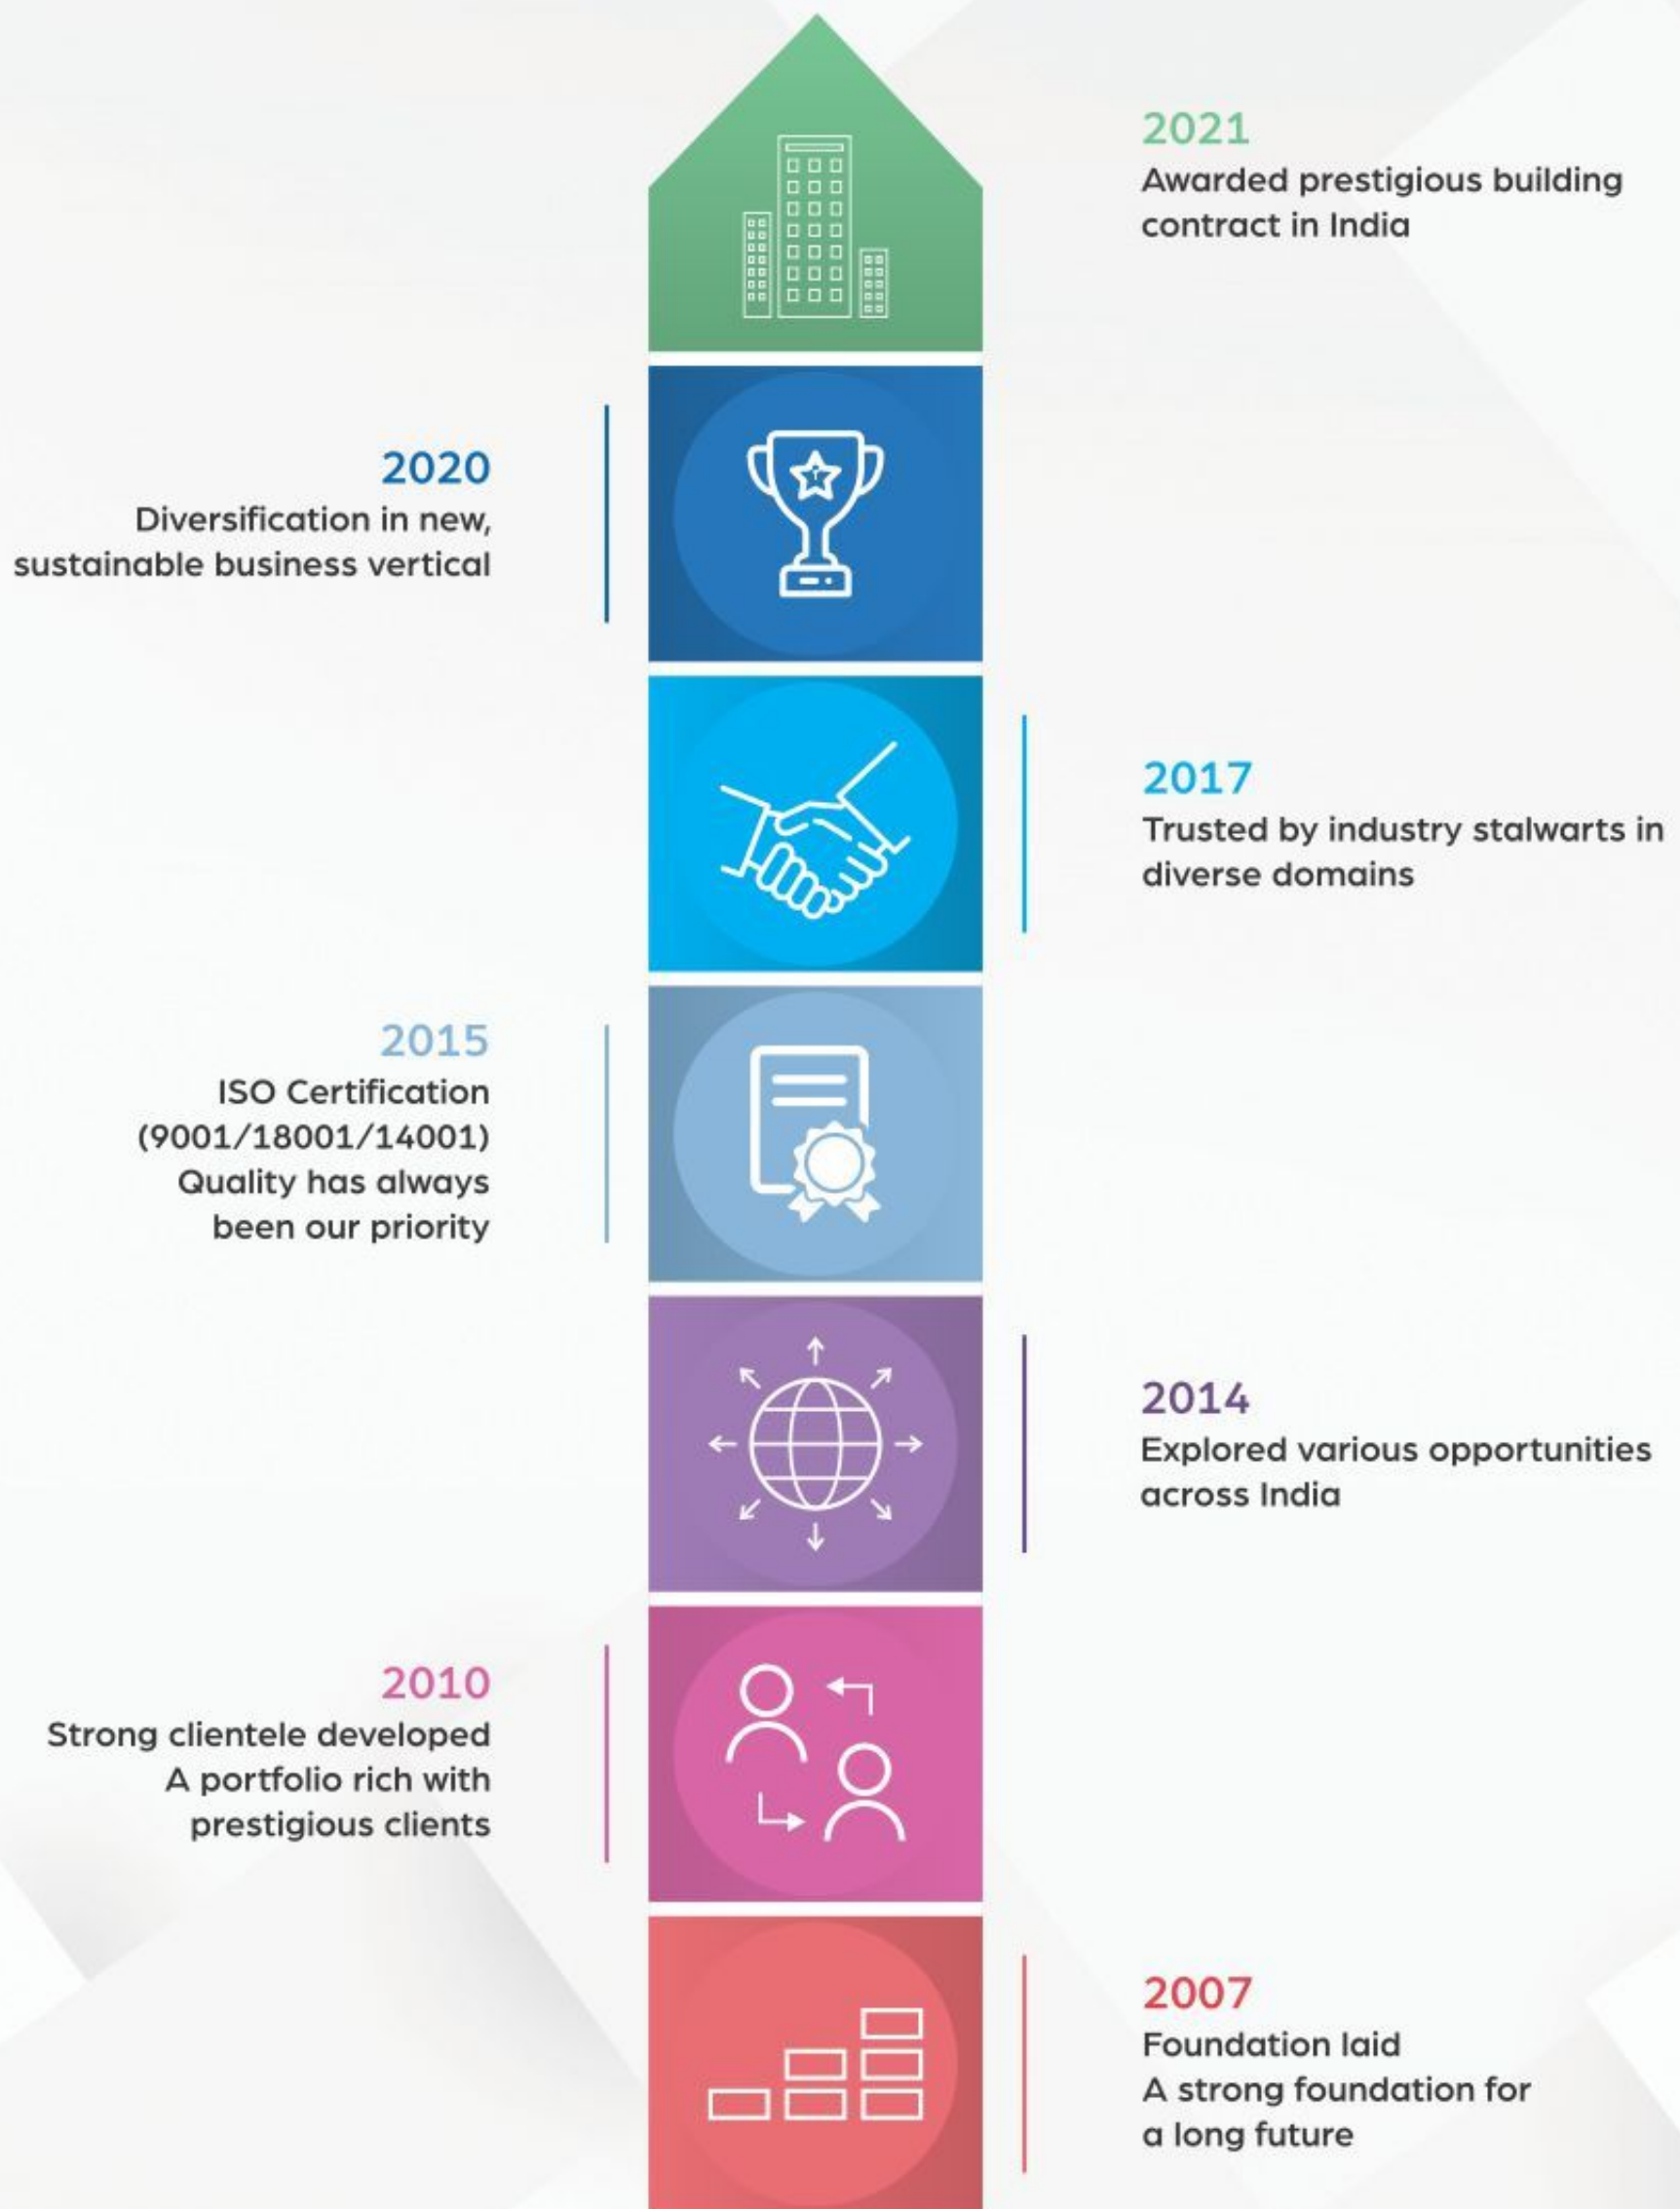 2021
Awarded prestigious building
contract in India
2020
Diversification in new,
sustainable business vertical
2017
Trusted by industry stalwarts in
diverse domains
2015
ISO Certification
(9001/18001/14001)
Quality has always
been our priority
2014
Explored various opportunities
across India
2010
Strong clientele developed
A portfolio rich with
prestigious clients
2007
Foundation laid
A strong foundation for
a long future